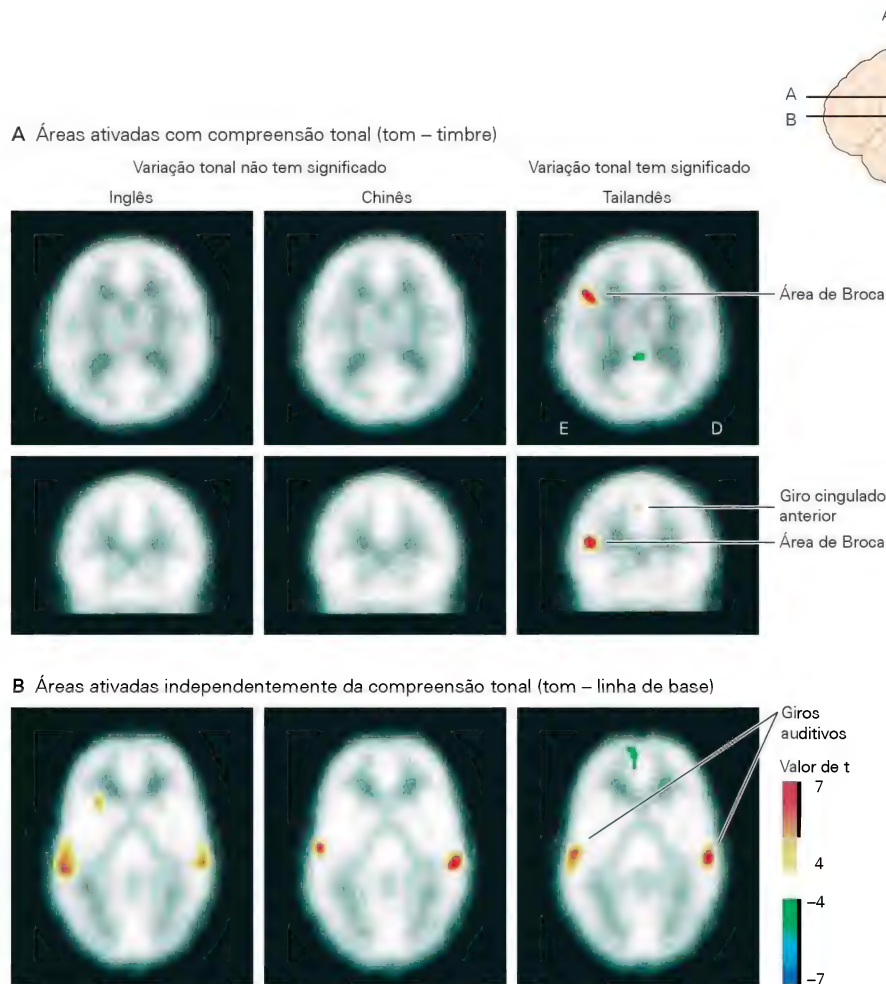 A
A
B
A Áreas ativadas com compreensão tonal (tom – timbre)
Variação tonal não tem significado
Variação tonal tem significado
Inglês
Chinês
Tailandês
Área de Broca
E
D
Giro cingulado
anterior
Área de Broca
B Áreas ativadas independentemente da compreensão tonal (tom – linha de base)
Giros
auditivos
Valor de t
7
4
–4
–7